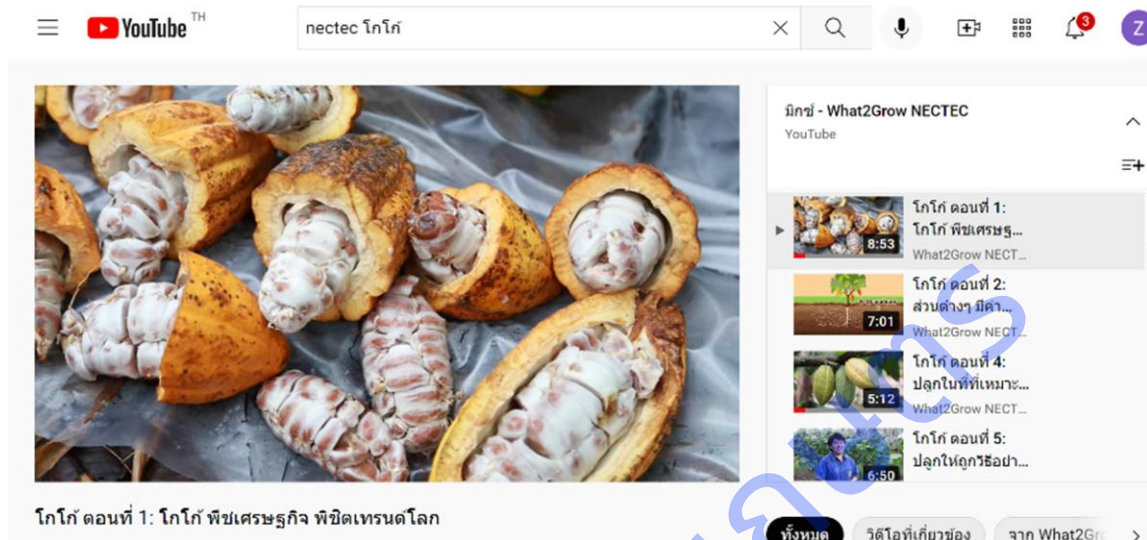 YouTube TH
nectec โกโก้
3
Z
มิกซ์ - What2Grow NECTEC
YouTube
โกโก้ ตอนที่ 1:
โกโก้ พืชเศรษฐ...
What2Grow NECT...
8:53
โกโก้ ตอนที่ 2:
ส่วนต่างๆ มีค่า...
What2Grow NECT...
7:01
โกโก้ ตอนที่ 4:
ปลูกในที่ที่เหมาะ...
What2Grow NECT...
5:12
โกโก้ ตอนที่ 5:
ปลูกให้ถูกวิธีอย่า...
6:50
โกโก้ ตอนที่ 1: โกโก้ พืชเศรษฐกิจ พิชิตเทรนด์โลก
ทั้งหมด
วิดีโอที่เกี่ยวข้อง
จาก What2Gr